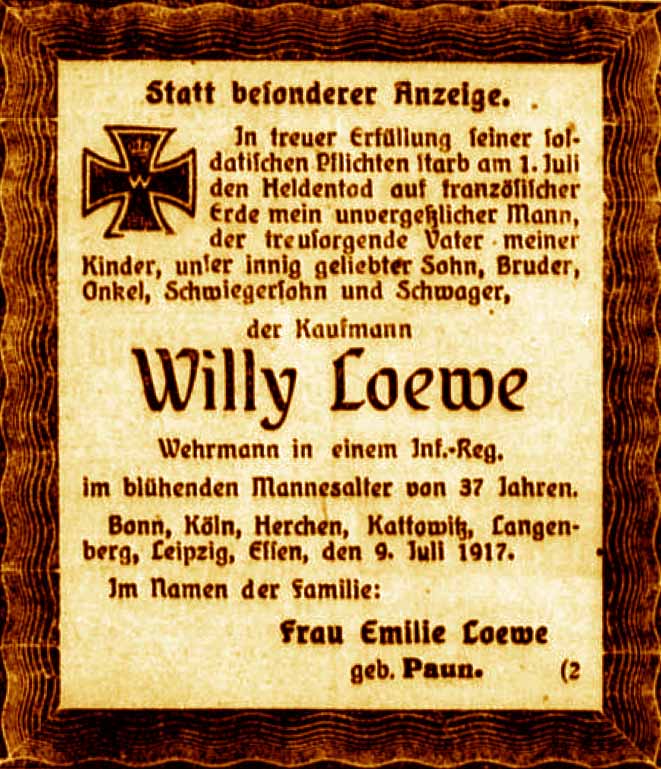 Statt besonderer Anzeige.
In treuer Erfüllung seiner sol-
datischen Pflichten starb am 1. Juli
den Heldentod auf französischer
Erde mein unvergeßlicher Mann,
der treusorgende Vater meiner
Kinder, unser innig geliebter Sohn, Bruder,
Onkel, Schwiegersohn und Schwager,
der Kaufmann
Willy Loewe
Wehrmann in einem Inf.-Reg.
im blühenden Mannesalter von 37 Jahren.
Bonn, Köln, Herchen, Kattowitz, Langen-
berg, Leipzig, Essen, den 9. Juli 1917.
Im Namen der Familie:
Frau Emilie Loewe
geb. Paun.
(2
W